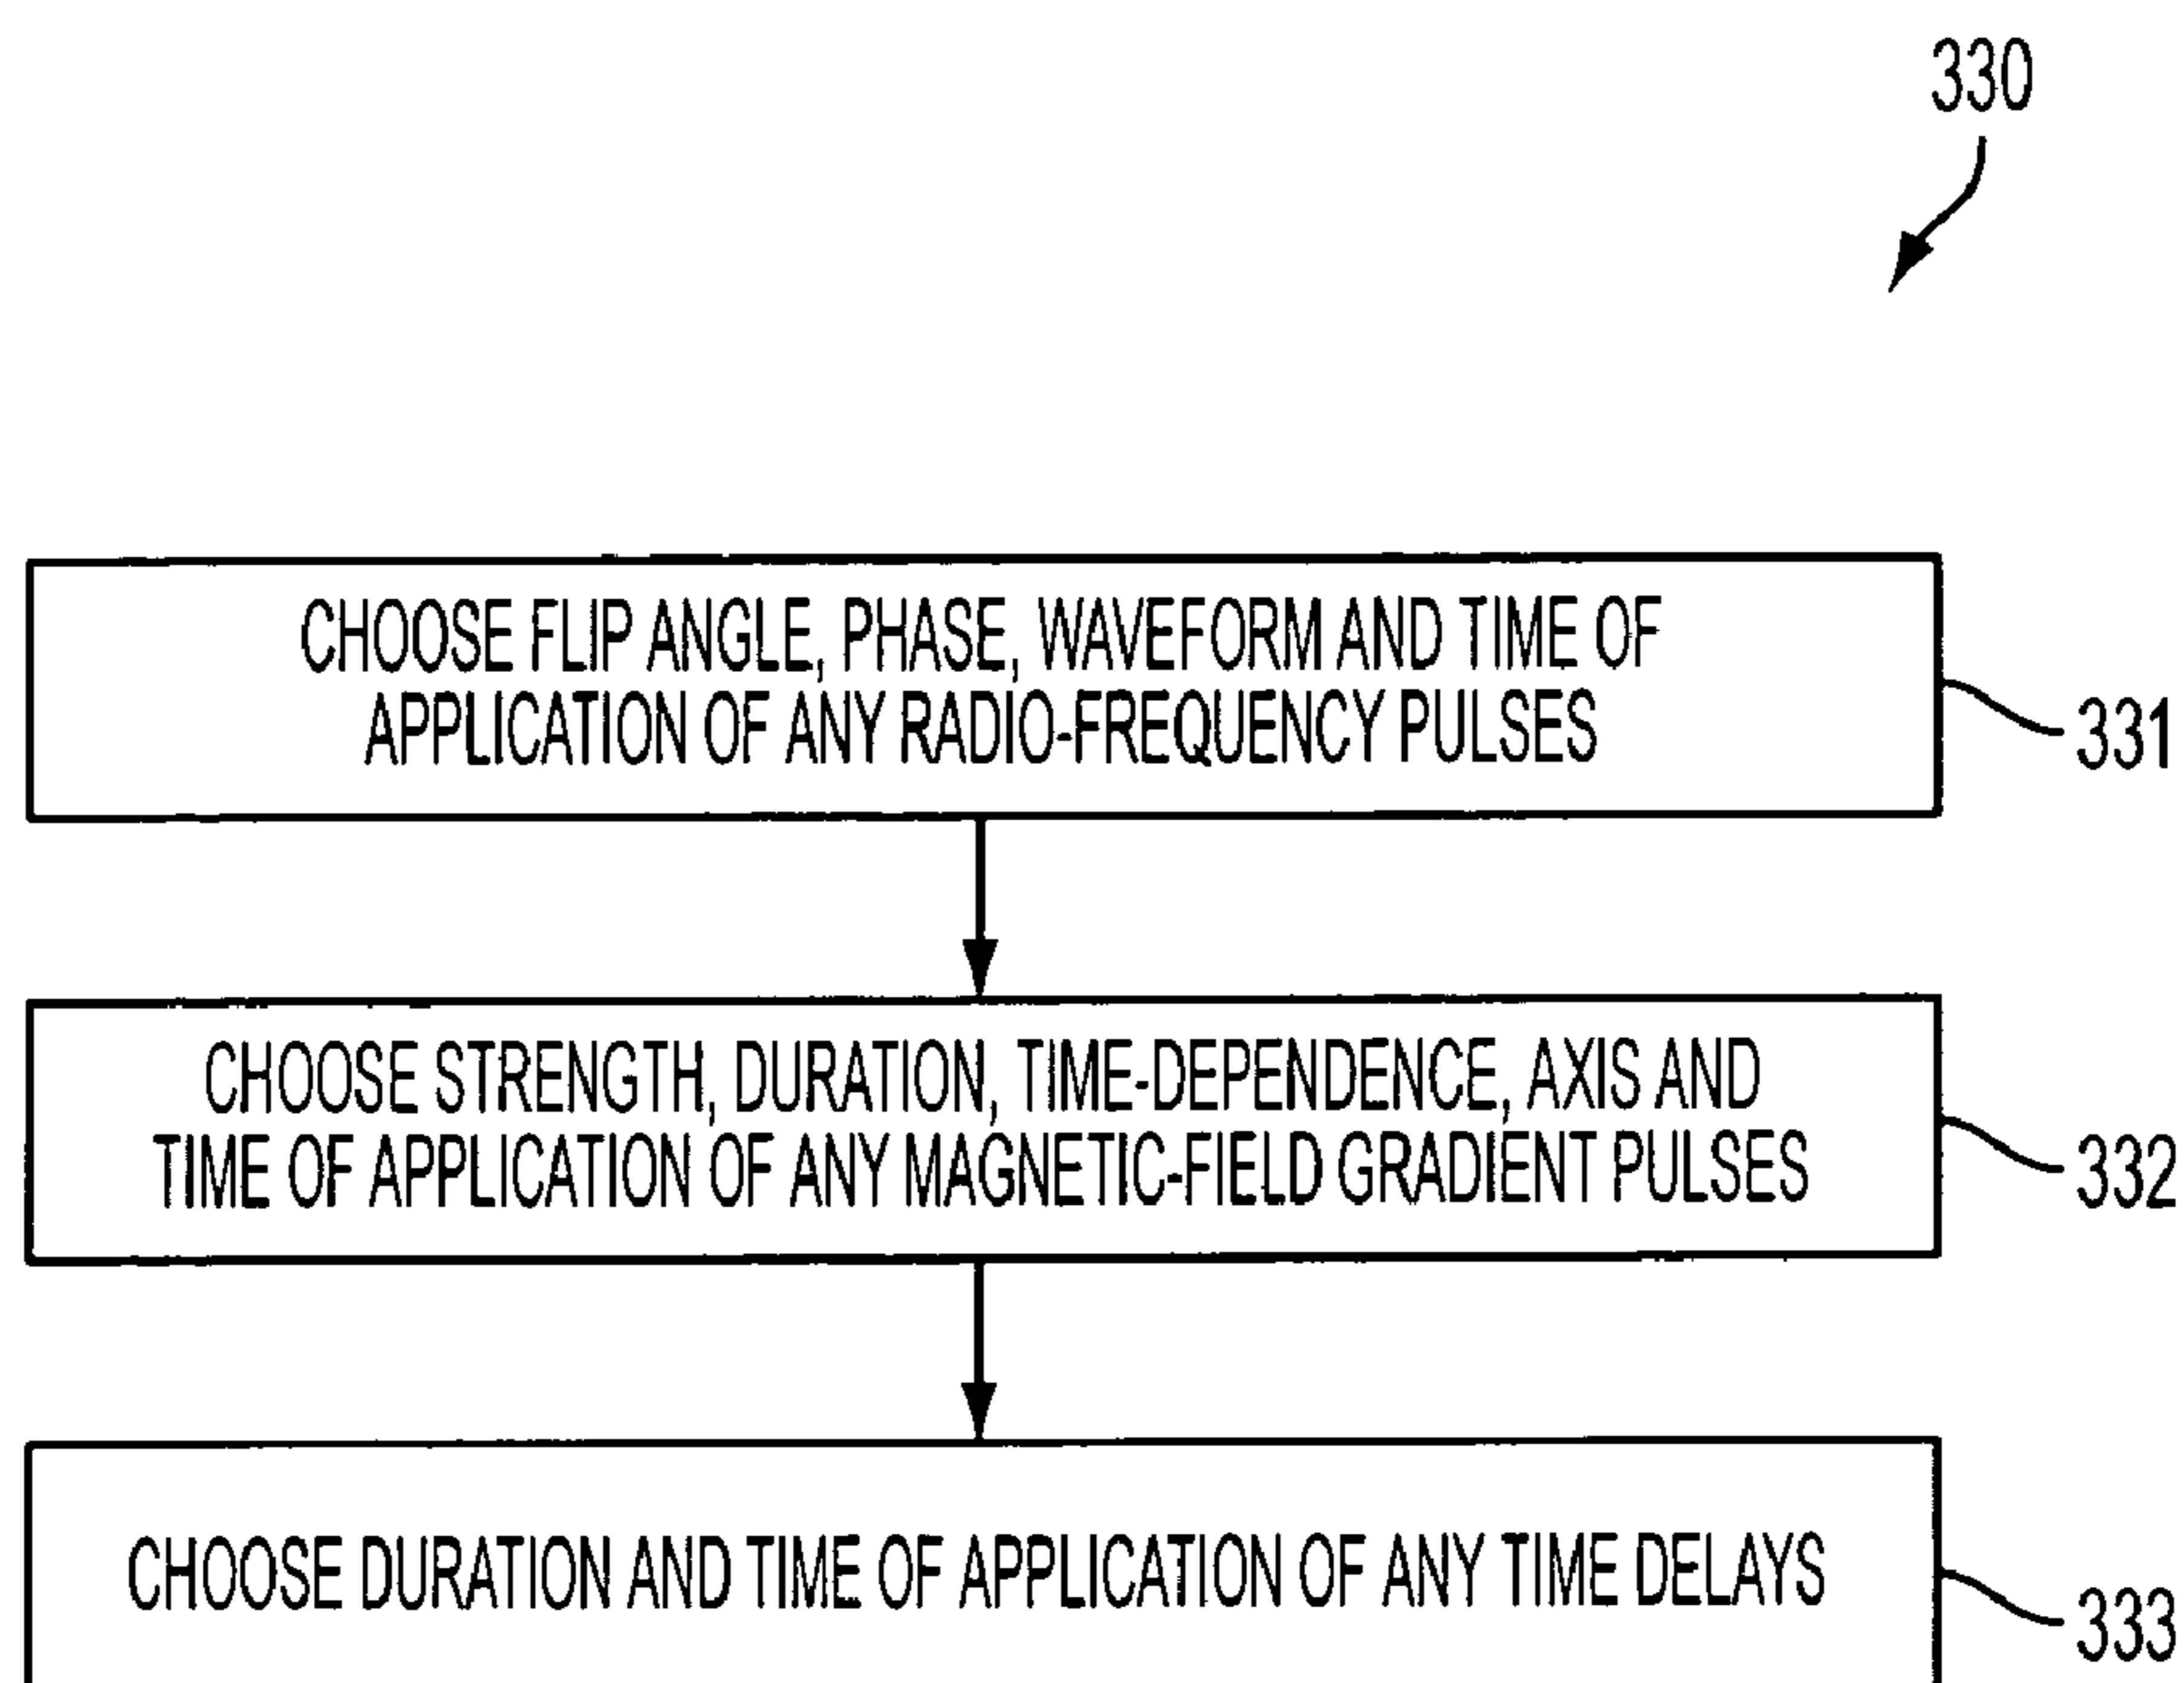 330
CHOOSE FLIP ANGLE, PHASE, WAVEFORM AND TIME OF
APPLICATION OF ANY RADIO-FREQUENCY PULSES
331
CHOOSE STRENGTH, DURATION, TIME-DEPENDENCE, AXIS AND
TIME OF APPLICATION OF ANY MAGNETIC-FIELD GRADIENT PULSES
332
CHOOSE DURATION AND TIME OF APPLICATION OF ANY TIME DELAYS
333